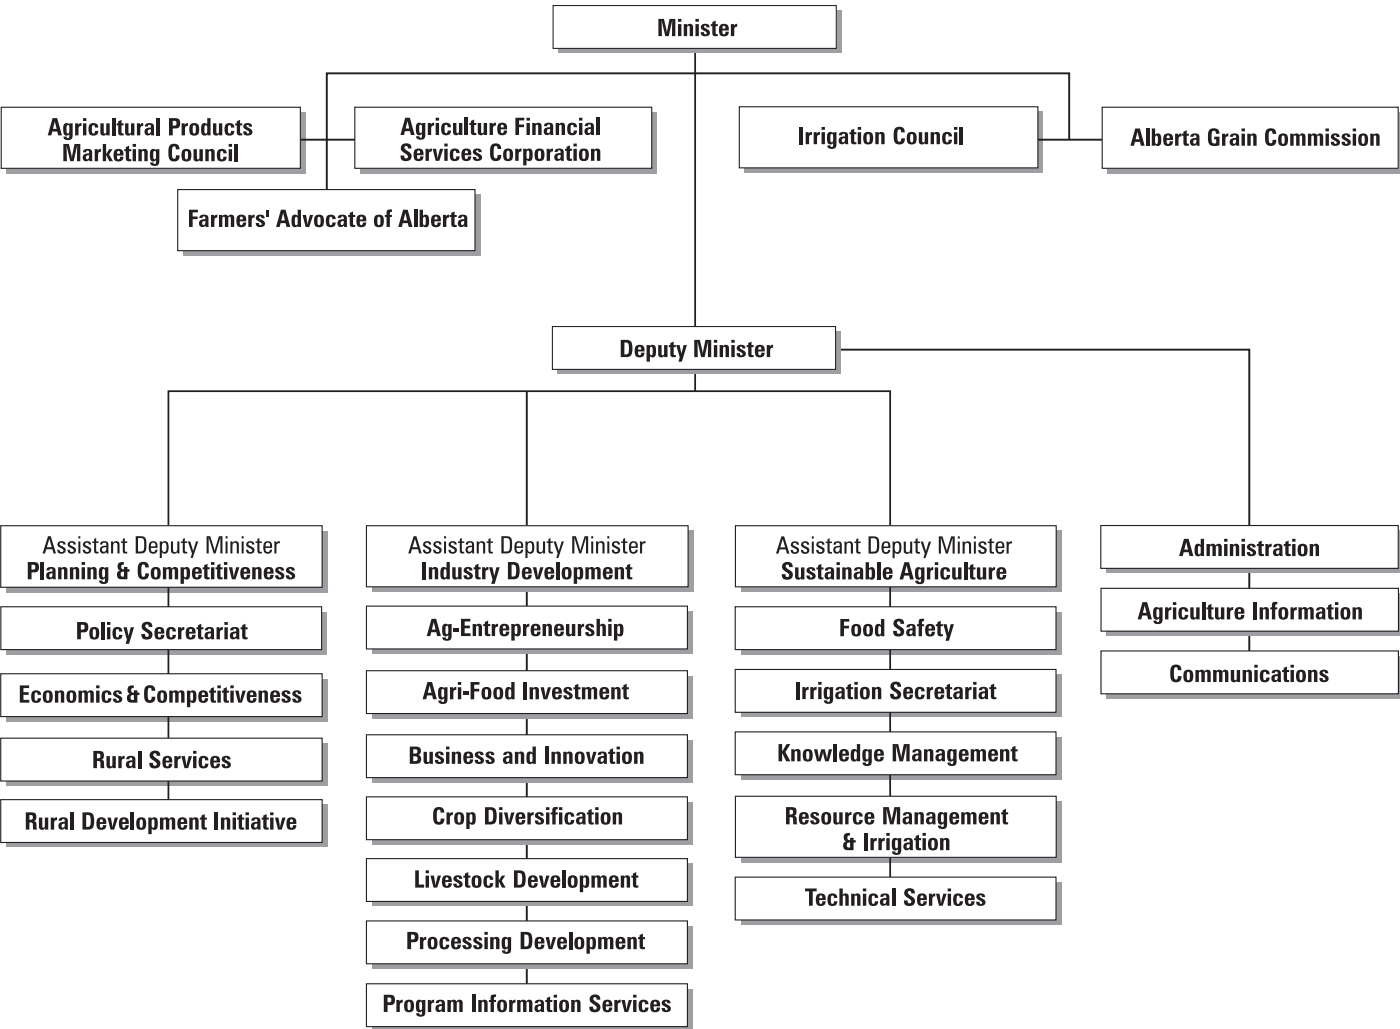 Minister
Agricultural Products
Marketing Council
Agriculture Financial
Services Corporation
Irrigation Council
Alberta Grain Commission
Farmers' Advocate of Alberta
Deputy Minister
Assistant Deputy Minister
Planning & Competitiveness
Policy Secretariat
Economics & Competitiveness
Rural Services
Rural Development Initiative
Assistant Deputy Minister
Industry Development
Ag-Entrepreneurship
Agri-Food Investment
Business and Innovation
Crop Diversification
Livestock Development
Processing Development
Program Information Services
Assistant Deputy Minister
Sustainable Agriculture
Food Safety
Irrigation Secretariat
Knowledge Management
Resource Management
& Irrigation
Technical Services
Administration
Agriculture Information
Communications